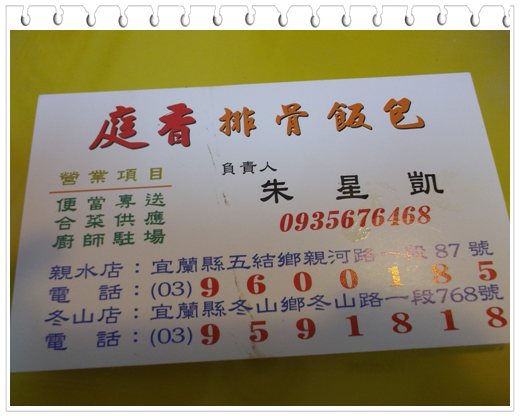 庭香排骨飯包
營業項目
便當專送
合菜供應
廚師駐場
負責人
朱星凱
0935676468
親水店：宜蘭縣五結鄉親河路一段87號
電話：(03)9600185
冬山店：宜蘭縣冬山鄉冬山路一段768號
電話：(03)9591818